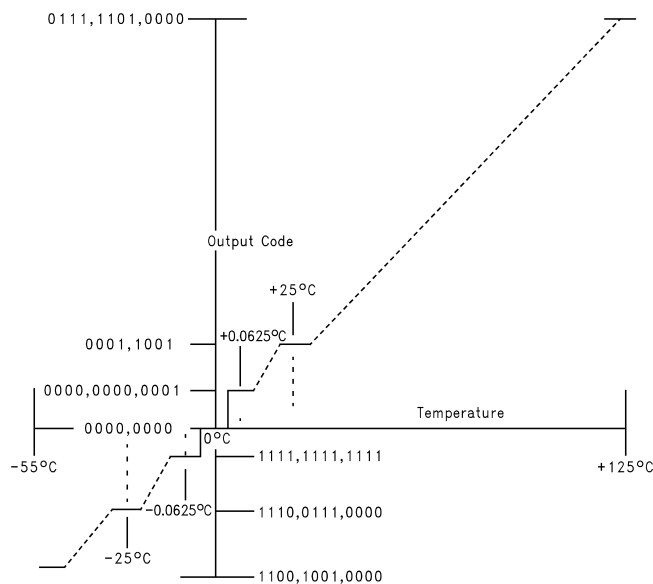 0111,1101,0000
Output Code
+25°C
0001,1001
+0.0625°C
0000,0000,0001
Temperature
0000,0000
0°C
-55°C
1111,1111,1111
+125°C
-0.0625°C
1110,0111,0000
-25°C
1100,1001,0000